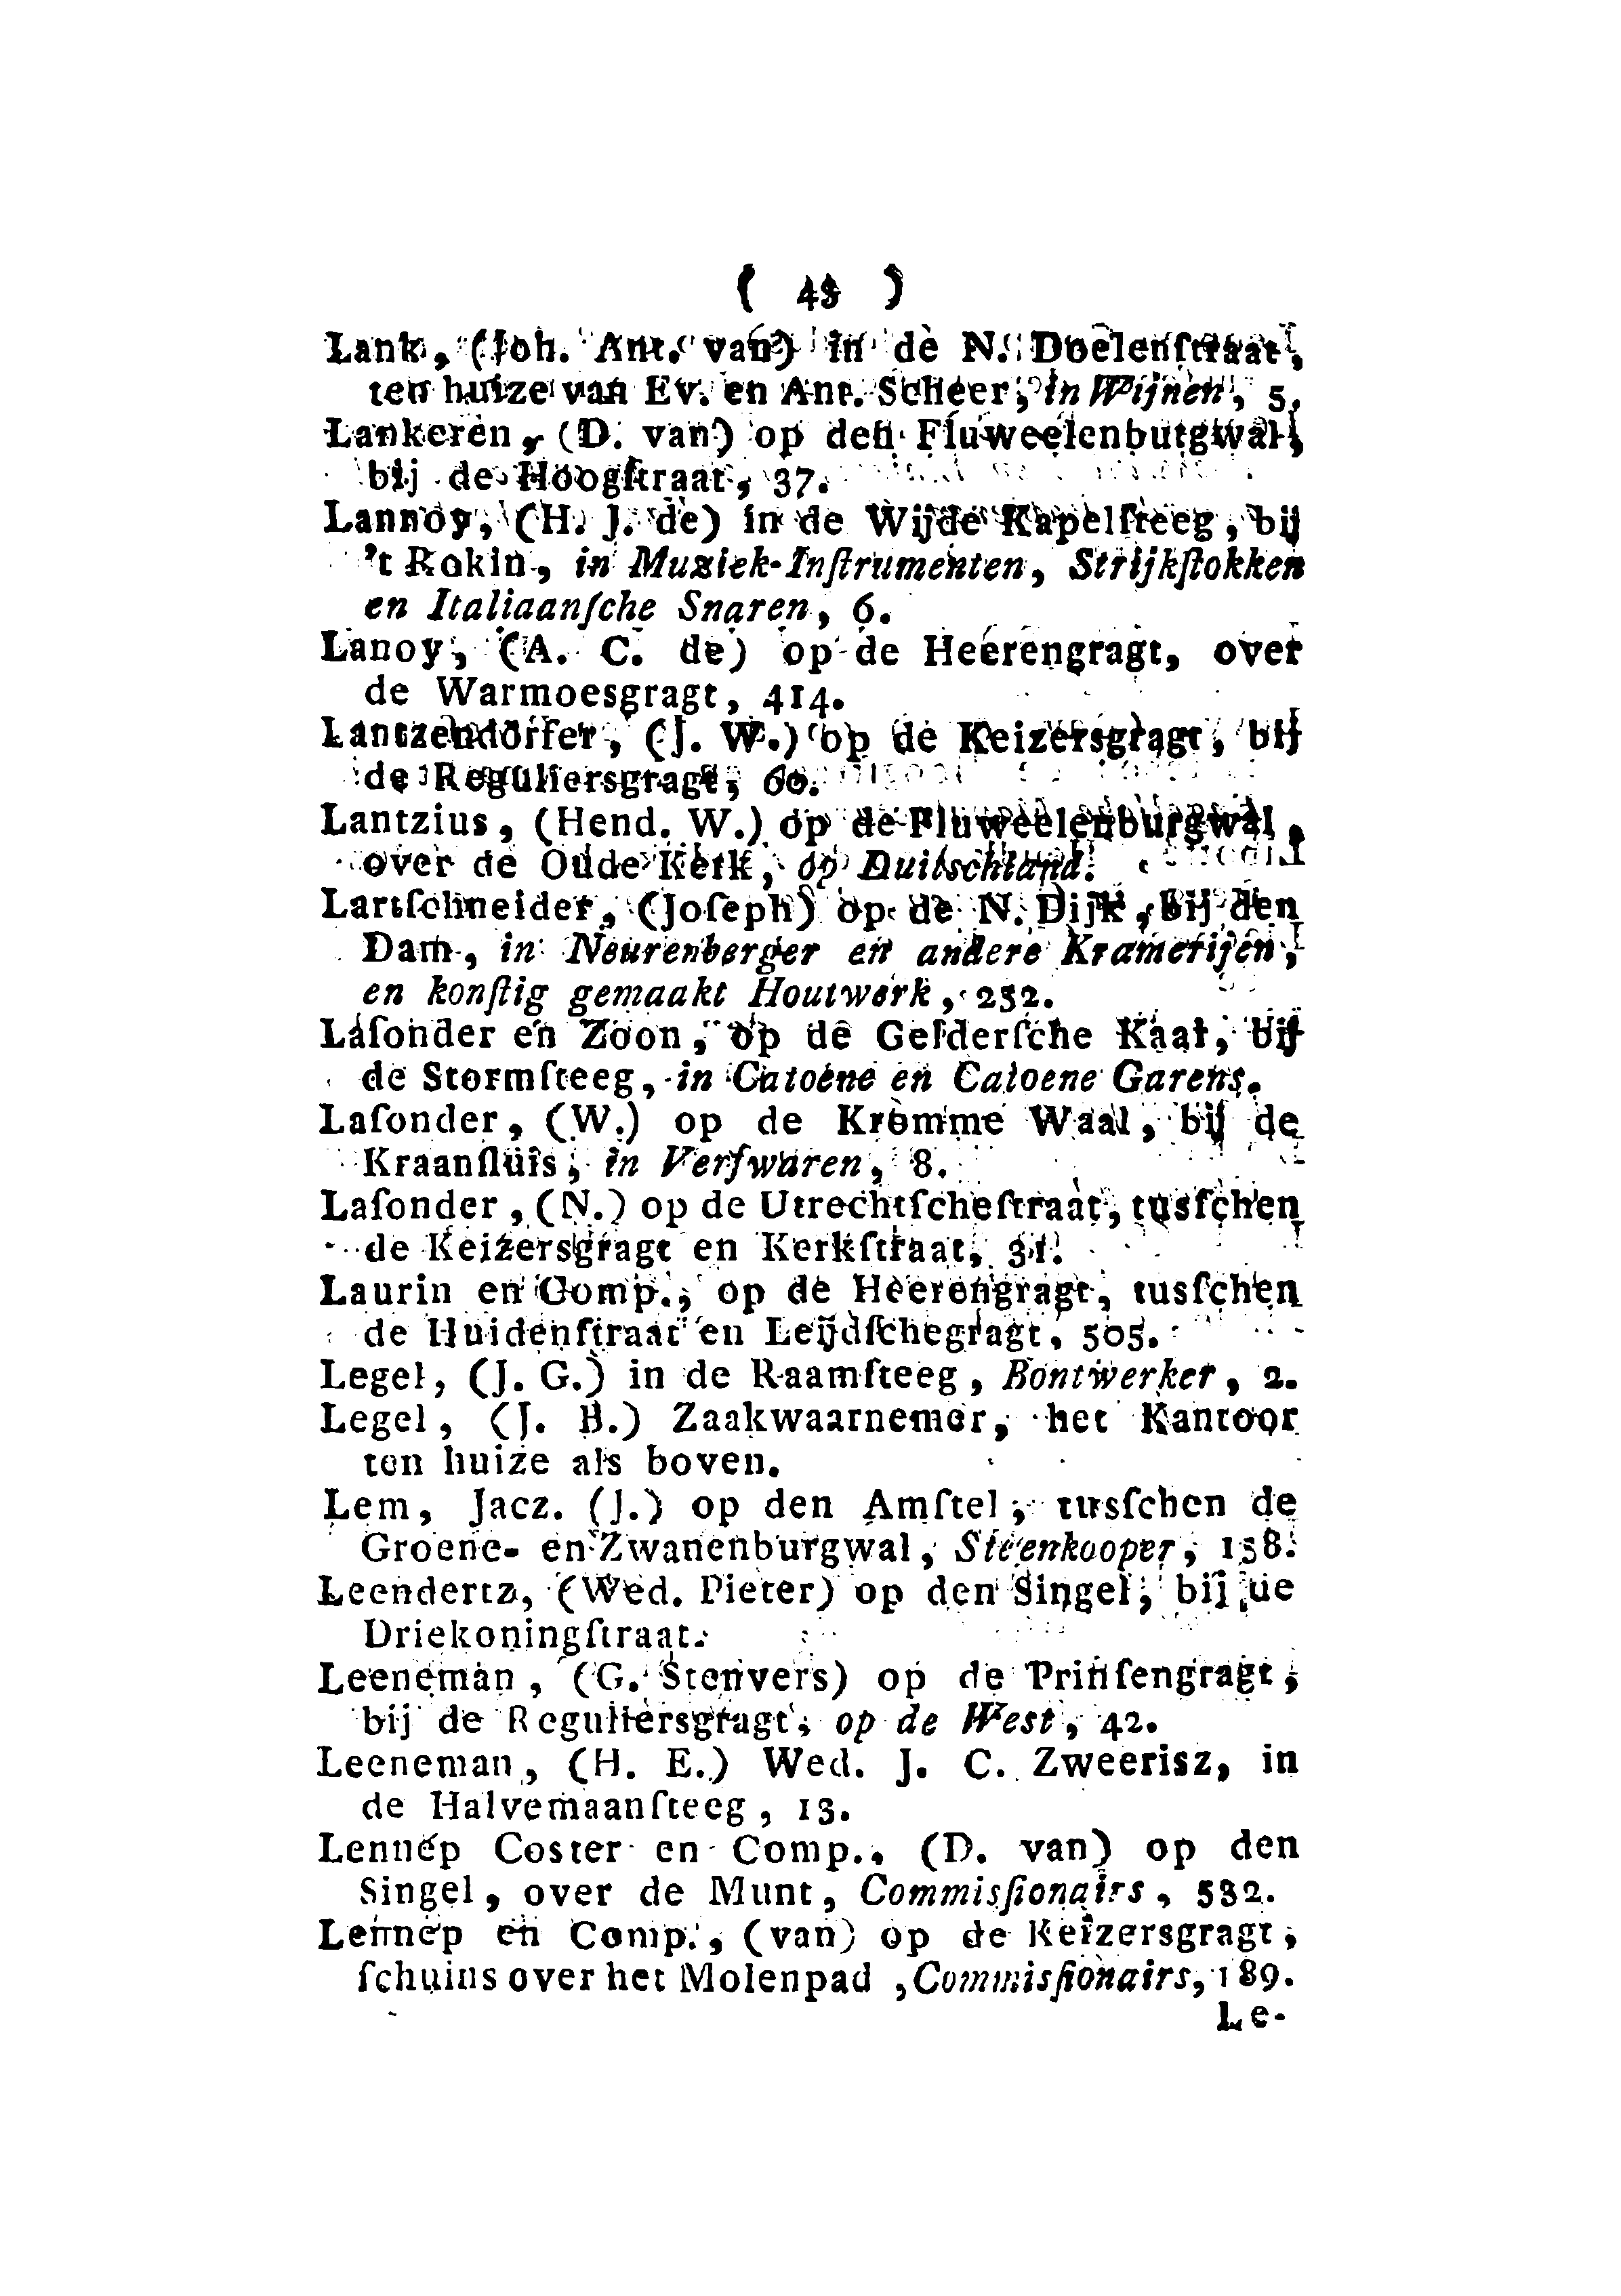 ( 48 )
Lank, (Joh. Ant. van) in de N. Doelenſtraat,
ten huize van Ev. en Ant. Scheer, in Wijnen, 5.
Lankeren, (D. van) op den Fluweelenburgwal,
bij de Hoogſtraat, 37.
Lannoy, (H. J. de) in de Wijde Kapelſteeg, bij
't Rokin, in Muziek-Inſtrumenten, Strijkſtokken
en Italiaanſche Snaren, 6.
Lanoy, (A. C. de) op de Heerengragt, over
de Warmoesgragt, 414.
Lantzendörfer, (J. W.) op de Keizersgragt, bij
de Reguliersgragt, 60.
Lantzius, (Hend. W.) op de Fluweelenburgwal,
over de Oude Kerk, op Duitschland.
Lartſchneider, (Joſeph) op de N. Dijk, bij den
Dam, in Neurenberger en andere Kramerijen,
en konſtig gemaakt Houtwerk, 232.
Laſonder en Zoon, op de Gelderſche Kaai, bij
de Stormſteeg, in Catoene en Catoene Garens.
Laſonder, (W.) op de Kromme Waal, bij de
Kraanſluis, in Verfwaren, 8.
Laſonder, (N.) op de Utrechtſcheſtraat, tusſchen
de Keizersgragt en Kerkſtraat, 31.
Laurin en Comp., op de Heerengragt, tusſchen
de Huidenſtraat en Leijdſchegragt, 505.
Legel, (J. G.) in de Raamſteeg, Bontwerker, 2.
Legel, (J. B.) Zaakwaarnemer, het Kantoor
ten huize als boven.
Lem, Jacz. (J.) op den Amſtel, tusſchen de
Groene- en Zwanenburgwal, Steenkooper, 158.
Leendertz, (Wed. Pieter) op den Singel, bij de
Driekoningſtraat.
Leeneman, (G. Stenvers) op de Prinſengragt,
bij de Reguliersgragt, op de West, 42.
Leeneman, (H. E.) Wed. J. C. Zweerisz, in
de Halvemaanſteeg, 13.
Lennep Coster en Comp., (D. van) op den
Singel, over de Munt, Commisſionairs, 532.
Lennep en Comp., (van) op de Keizersgragt,
ſchuins over het Molenpad, Commisſionairs, 189.
Le-